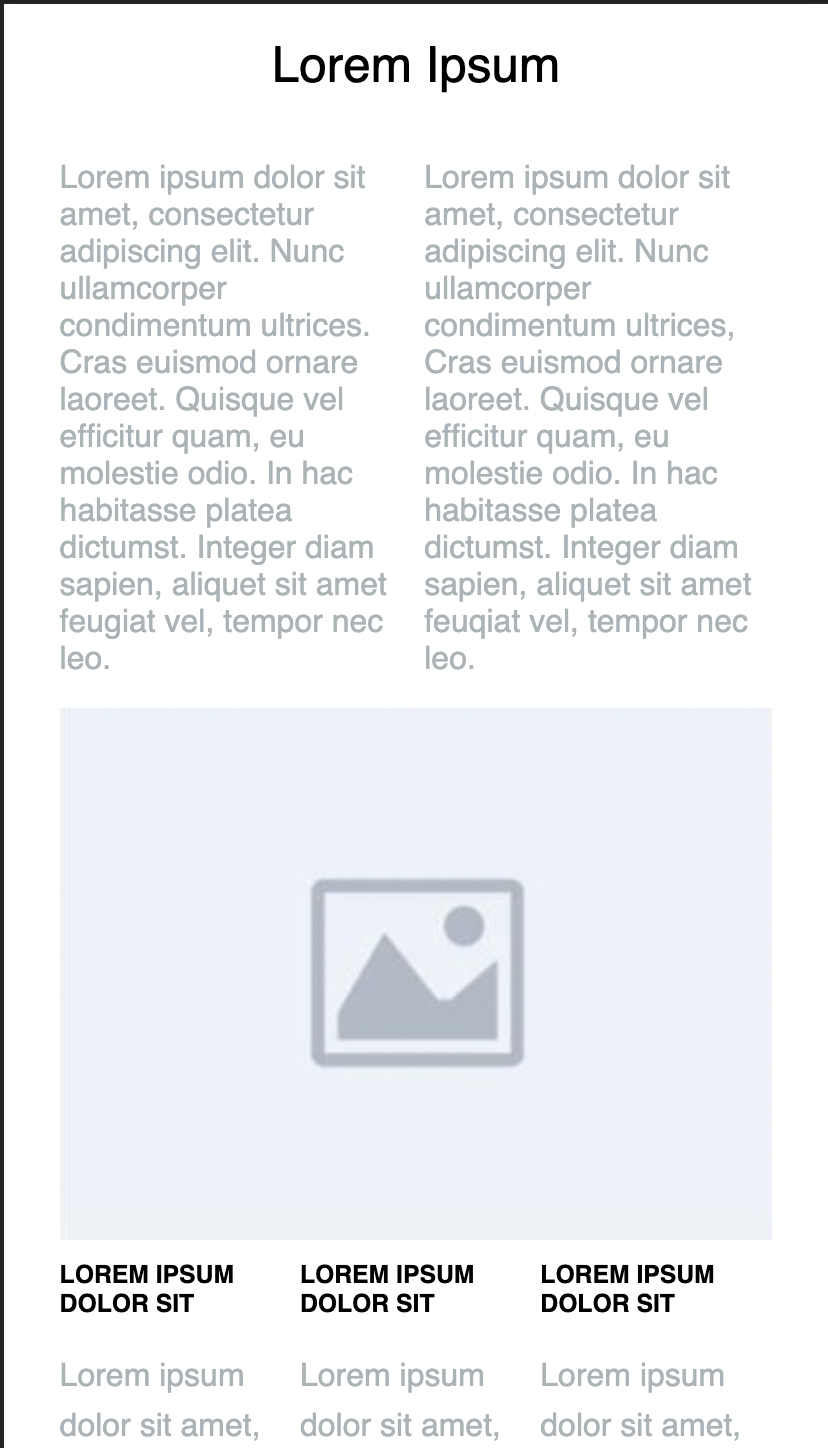 Lorem Ipsum
Lorem ipsum dolor sit
amet, consectetur
adipiscing elit. Nunc
ullamcorper
condimentum ultrices.
Cras euismod ornare
laoreet. Quisque vel
efficitur quam, eu
molestie odio. In hac
habitasse platea
dictumst. Integer diam
sapien, aliquet sit amet
feugiat vel, tempor nec
leo.
Lorem ipsum dolor sit
amet, consectetur
adipiscing elit. Nunc
ullamcorper
condimentum ultrices,
Cras euismod ornare
laoreet. Quisque vel
efficitur quam, eu
molestie odio. In hac
habitasse platea
dictumst. Integer diam
sapien, aliquet sit amet
feuqiat vel, tempor nec
leo.
LOREM IPSUM
DOLOR SIT
Lorem ipsum
dolor sit amet,
LOREM IPSUM
DOLOR SIT
Lorem ipsum
dolor sit amet,
LOREM IPSUM
DOLOR SIT
Lorem ipsum
dolor sit amet,